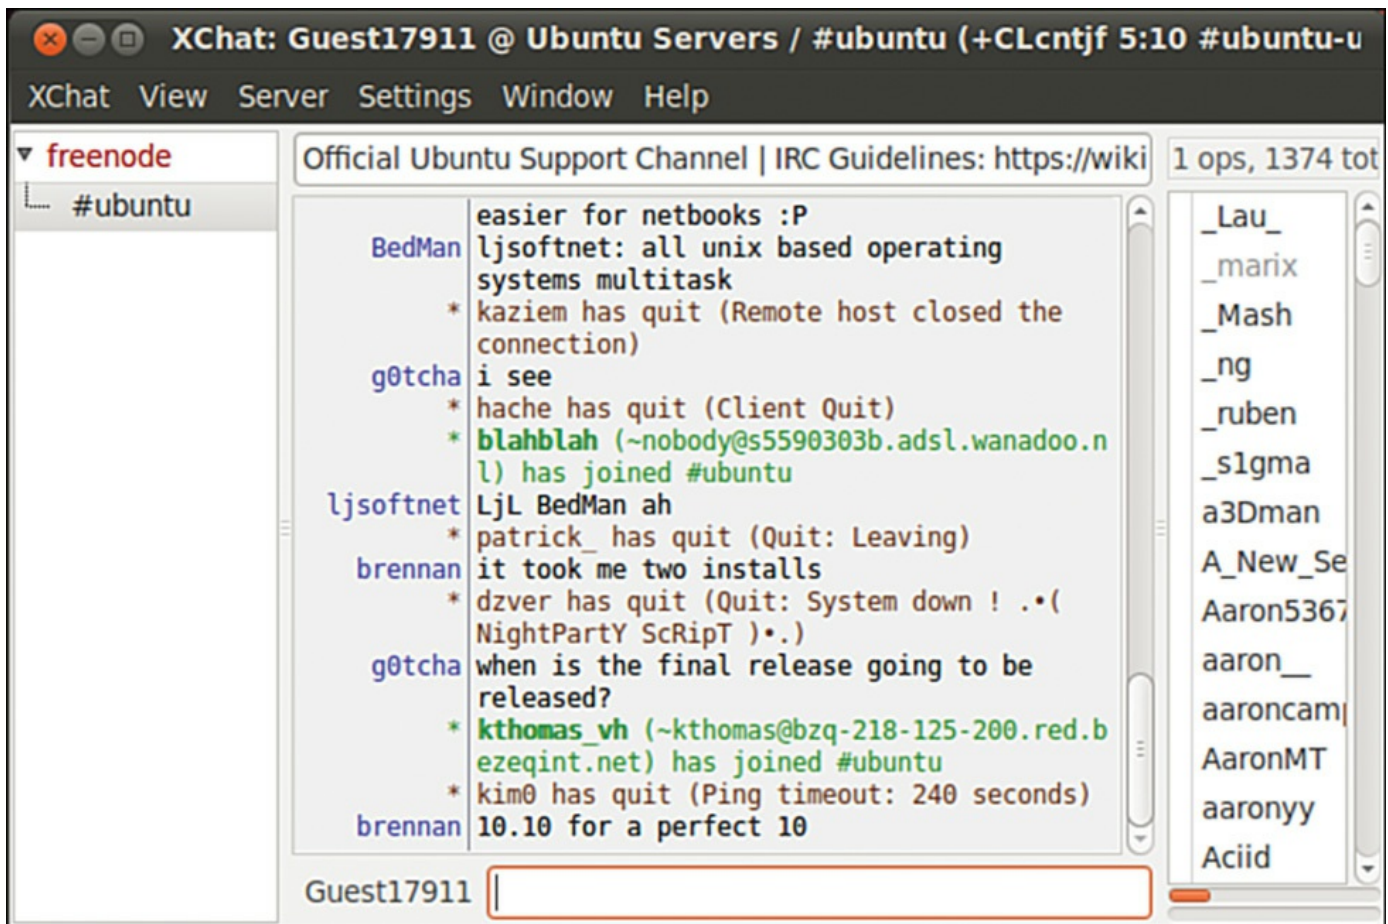 XChat: Guest17911 @ Ubuntu Servers / #ubuntu (+CLcntjf 5:10 #ubuntu-u
XChat View Server Settings Window Help
freenode
#ubuntu
Official Ubuntu Support Channel | IRC Guidelines: https://wiki
1 ops, 1374 tot
easier for netbooks :P
BedMan ljsoftnet: all unix based operating
systems multitask
* kaziem has quit (Remote host closed the
connection)
g0tcha i see
* hache has quit (Client Quit)
* blahblah (~nobody@s5590303b.adsl.wanadoo.n
l) has joined #ubuntu
ljsoftnet LjL BedMan ah
* patrick_ has quit (Quit: Leaving)
brennan it took me two installs
* dzver has quit (Quit: System down ! .•(
NightPartY ScRipT )•.)
g0tcha when is the final release going to be
released?
* kthomas_vh (~kthomas@bzq-218-125-200.red.b
ezeqint.net) has joined #ubuntu
* kim0 has quit (Ping timeout: 240 seconds)
brennan 10.10 for a perfect 10
Guest17911
_Lau_
_marix
_Mash
_ng
_ruben
_s1gma
a3Dman
A_New_Se
Aaron5367
aaron__
aaroncamp
AaronMT
aaronyy
Aciid